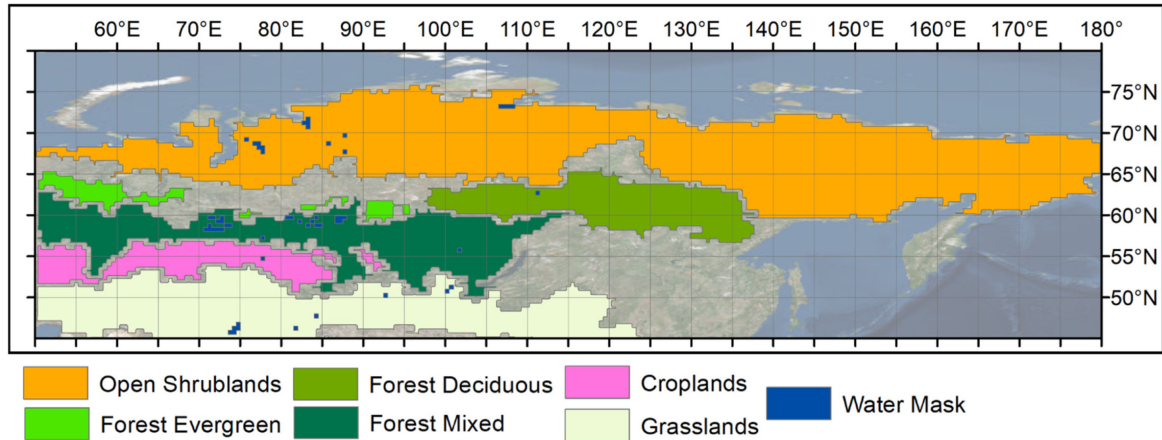 60°E 70°E 80°E 90°E 100°E 110°E 120°E 130°E 140°E 150°E 160°E 170°E 180°
75°N
70°N
65°N
60°N
55°N
50°N
Open Shrublands Forest Deciduous Croplands Water Mask
Forest Evergreen Forest Mixed Grasslands